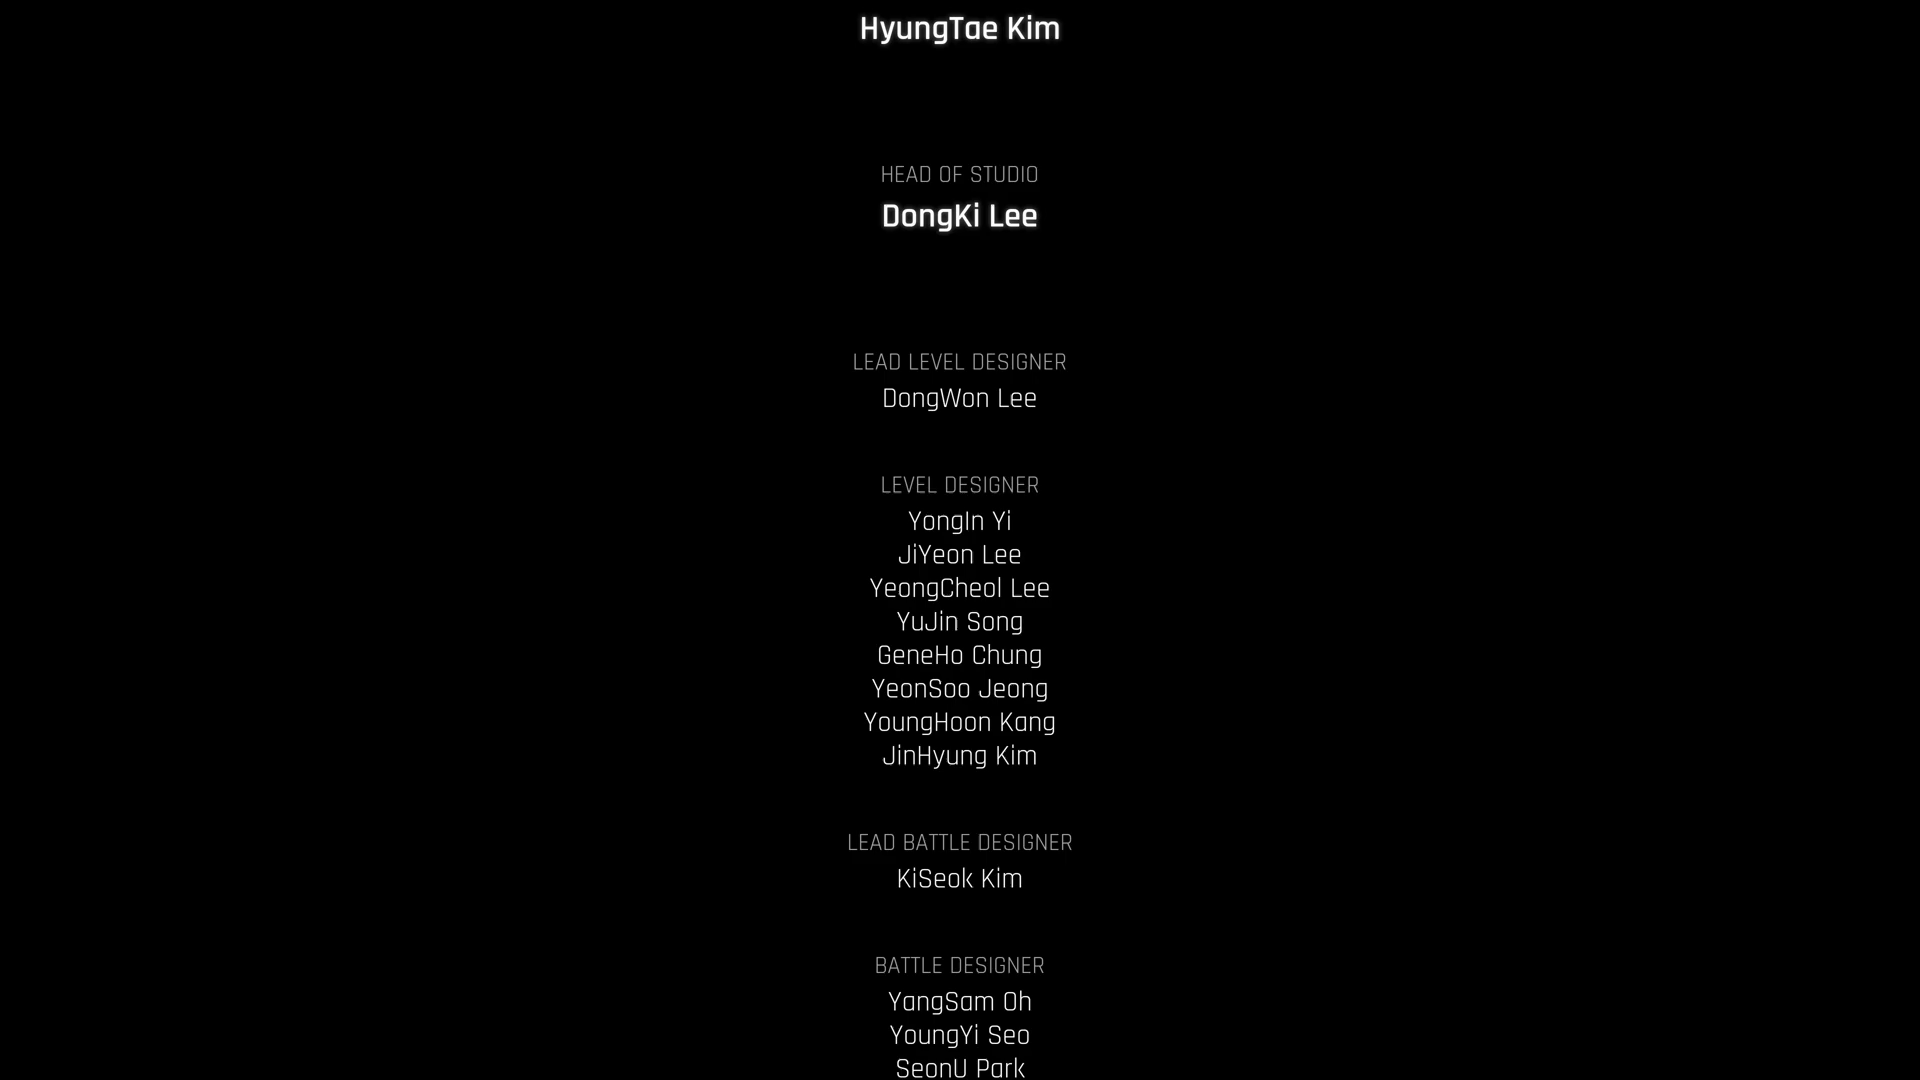 HyungTae Kim
HEAD OF STUDIO
DongKi Lee
LEAD LEVEL DESIGNER
DongWon Lee
LEVEL DESIGNER
YongIn Yi
JiYeon Lee
YeongCheol Lee
YuJin Song
GeneHo Chung
YeonSoo Jeong
YoungHoon Kang
JinHyung Kim
LEAD BATTLE DESIGNER
KiSeok Kim
BATTLE DESIGNER
YangSam Oh
YoungYi Seo
SeonU Park